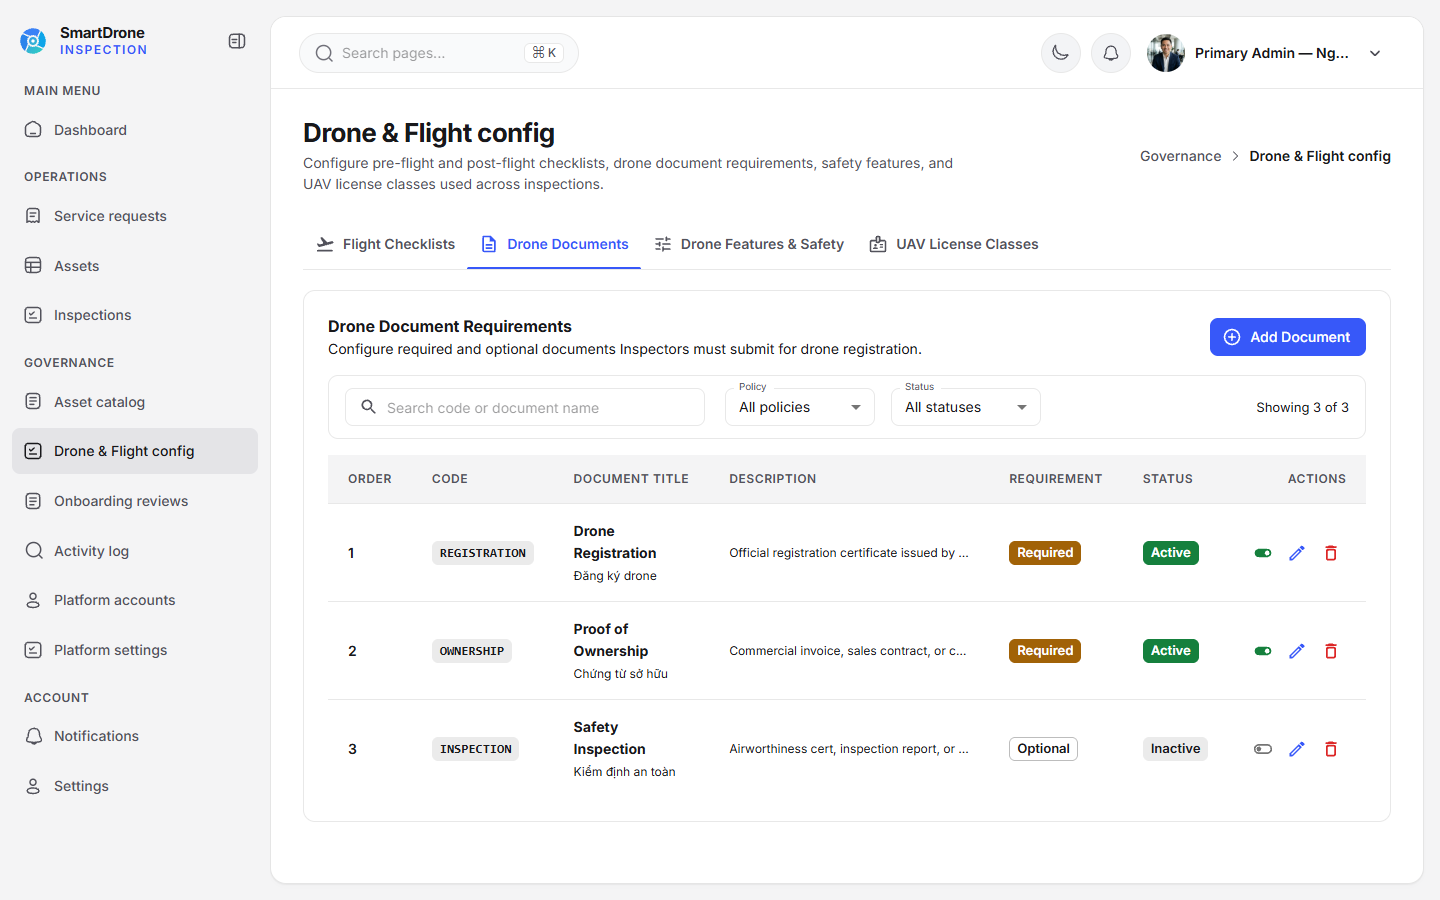 SmartDrone
INSPECTION
MAIN MENU
Dashboard
OPERATIONS
Service requests
Assets
Inspections
GOVERNANCE
Asset catalog
Drone & Flight config
Onboarding reviews
Activity log
Platform accounts
Platform settings
ACCOUNT
Notifications
Settings
Search pages...
⌘ K
Primary Admin — Ng...
Drone & Flight config
Configure pre-flight and post-flight checklists, drone document requirements, safety features, and
UAV license classes used across inspections.
Governance > Drone & Flight config
Flight Checklists
Drone Documents
Drone Features & Safety
UAV License Classes
Drone Document Requirements
Configure required and optional documents Inspectors must submit for drone registration.
Add Document
Search code or document name
Policy
All policies
Status
All statuses
Showing 3 of 3
ORDER CODE DOCUMENT TITLE DESCRIPTION REQUIREMENT STATUS ACTIONS
1
REGISTRATION
Drone
Registration
Đăng ký drone
Official registration certificate issued by ...
Required
Active
2
OWNERSHIP
Proof of
Ownership
Chứng từ sở hữu
Commercial invoice, sales contract, or c...
Required
Active
3
INSPECTION
Safety
Inspection
Kiểm định an toàn
Airworthiness cert, inspection report, or ...
Optional
Inactive